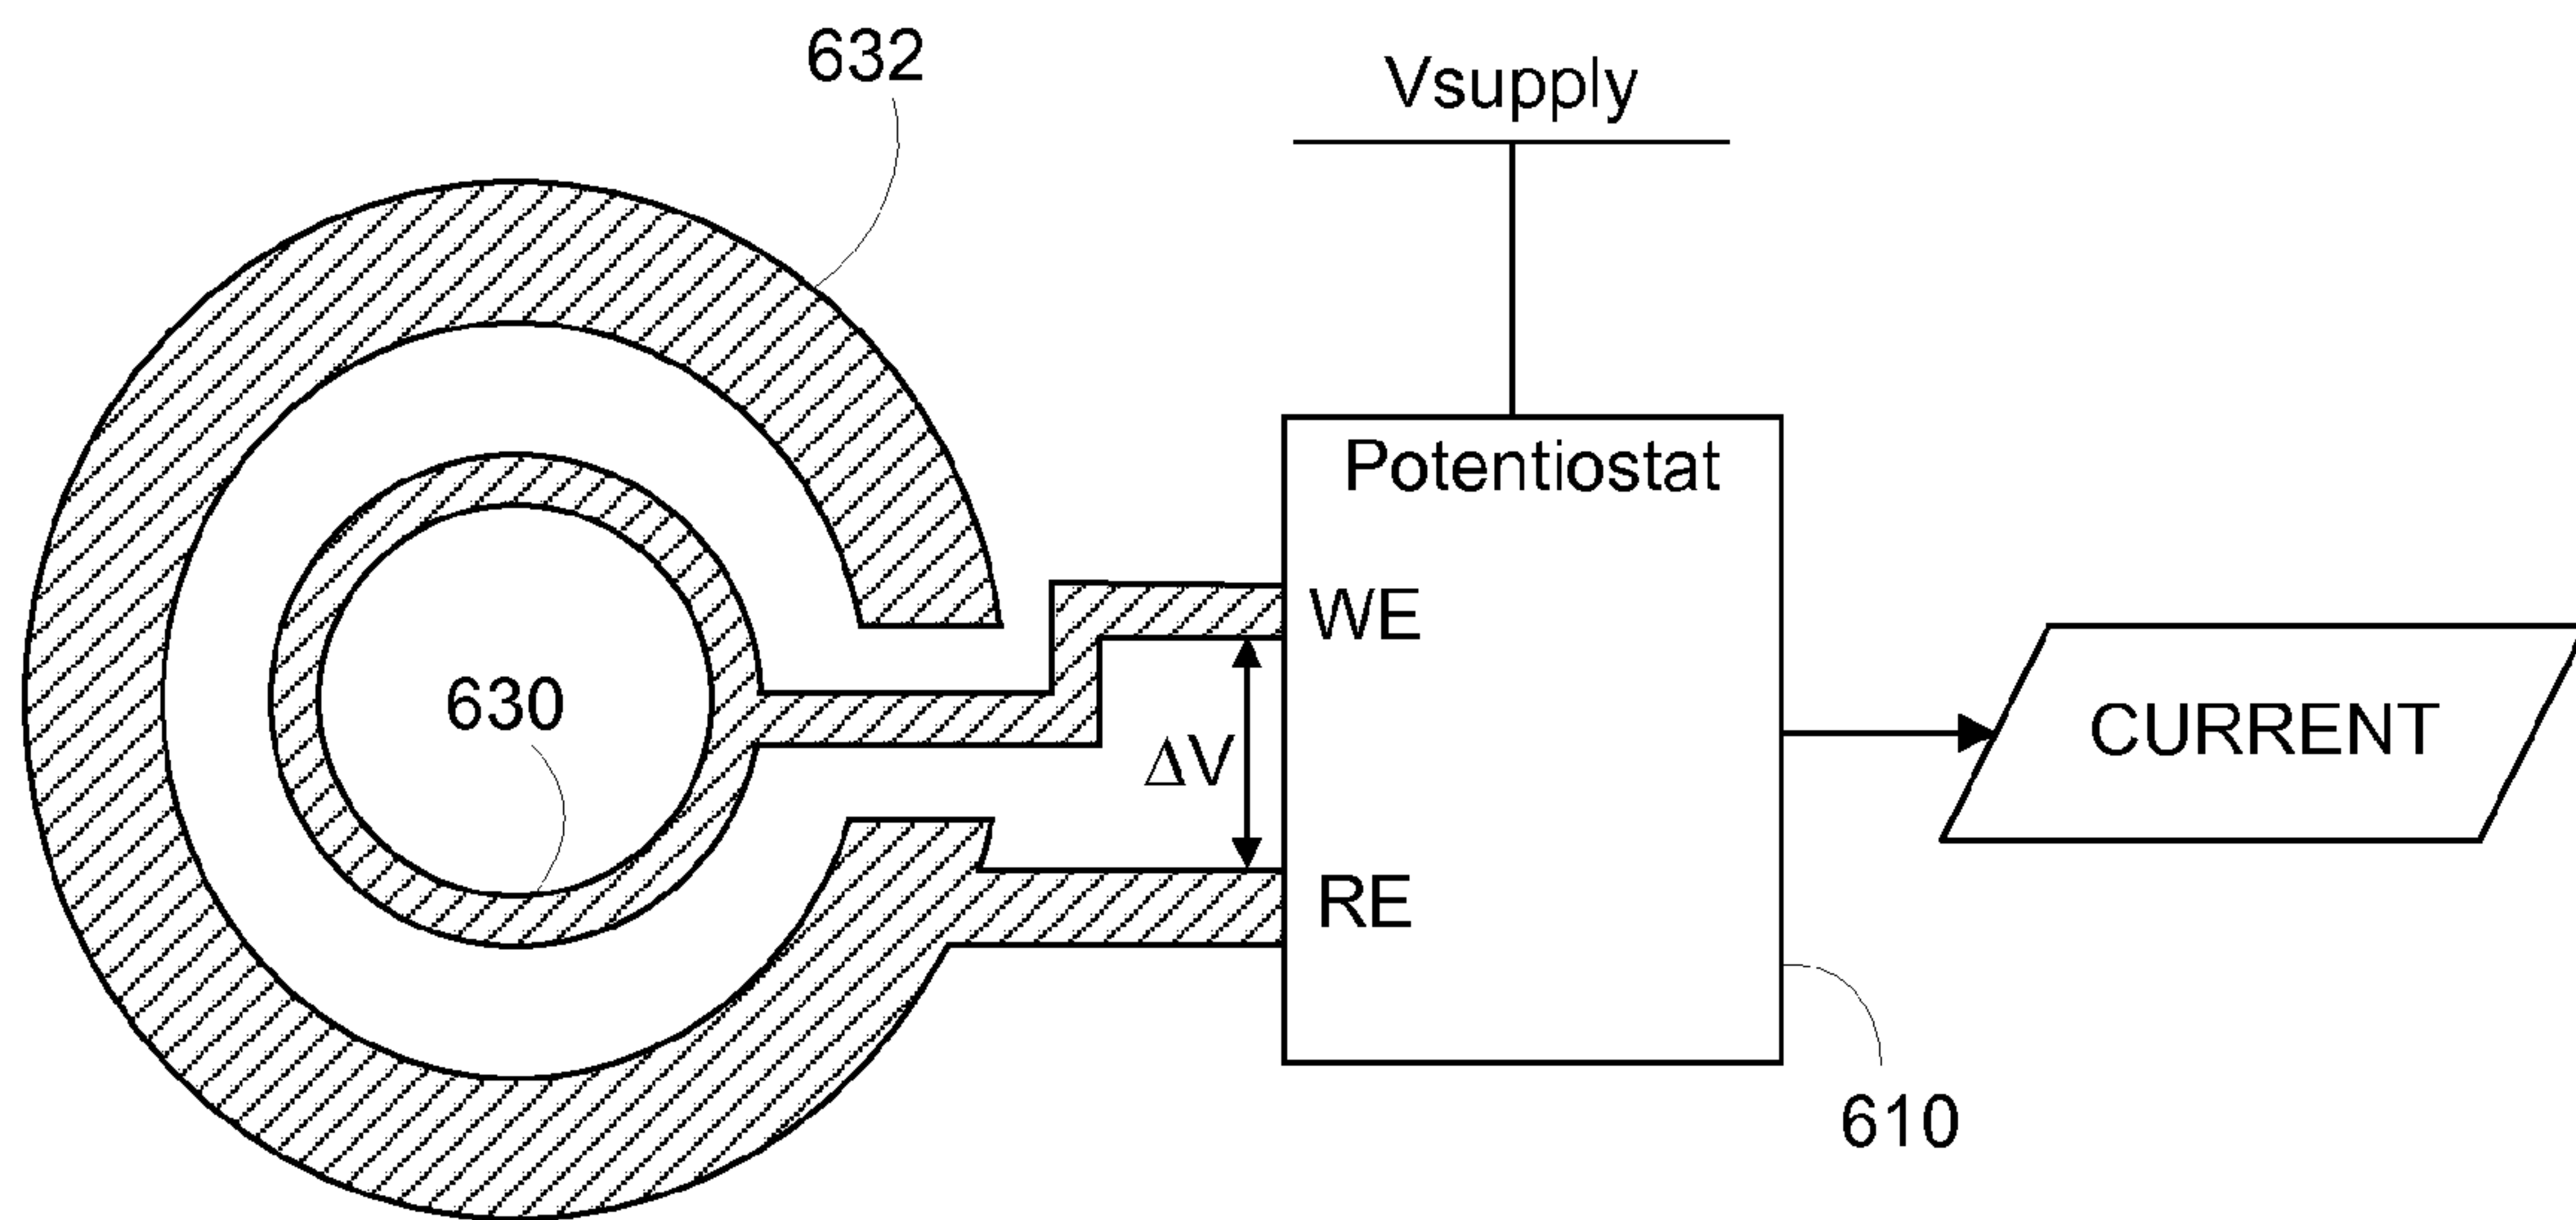 632
Vsupply
Potentiostat
WE
630
ΔV
CURRENT
RE
610